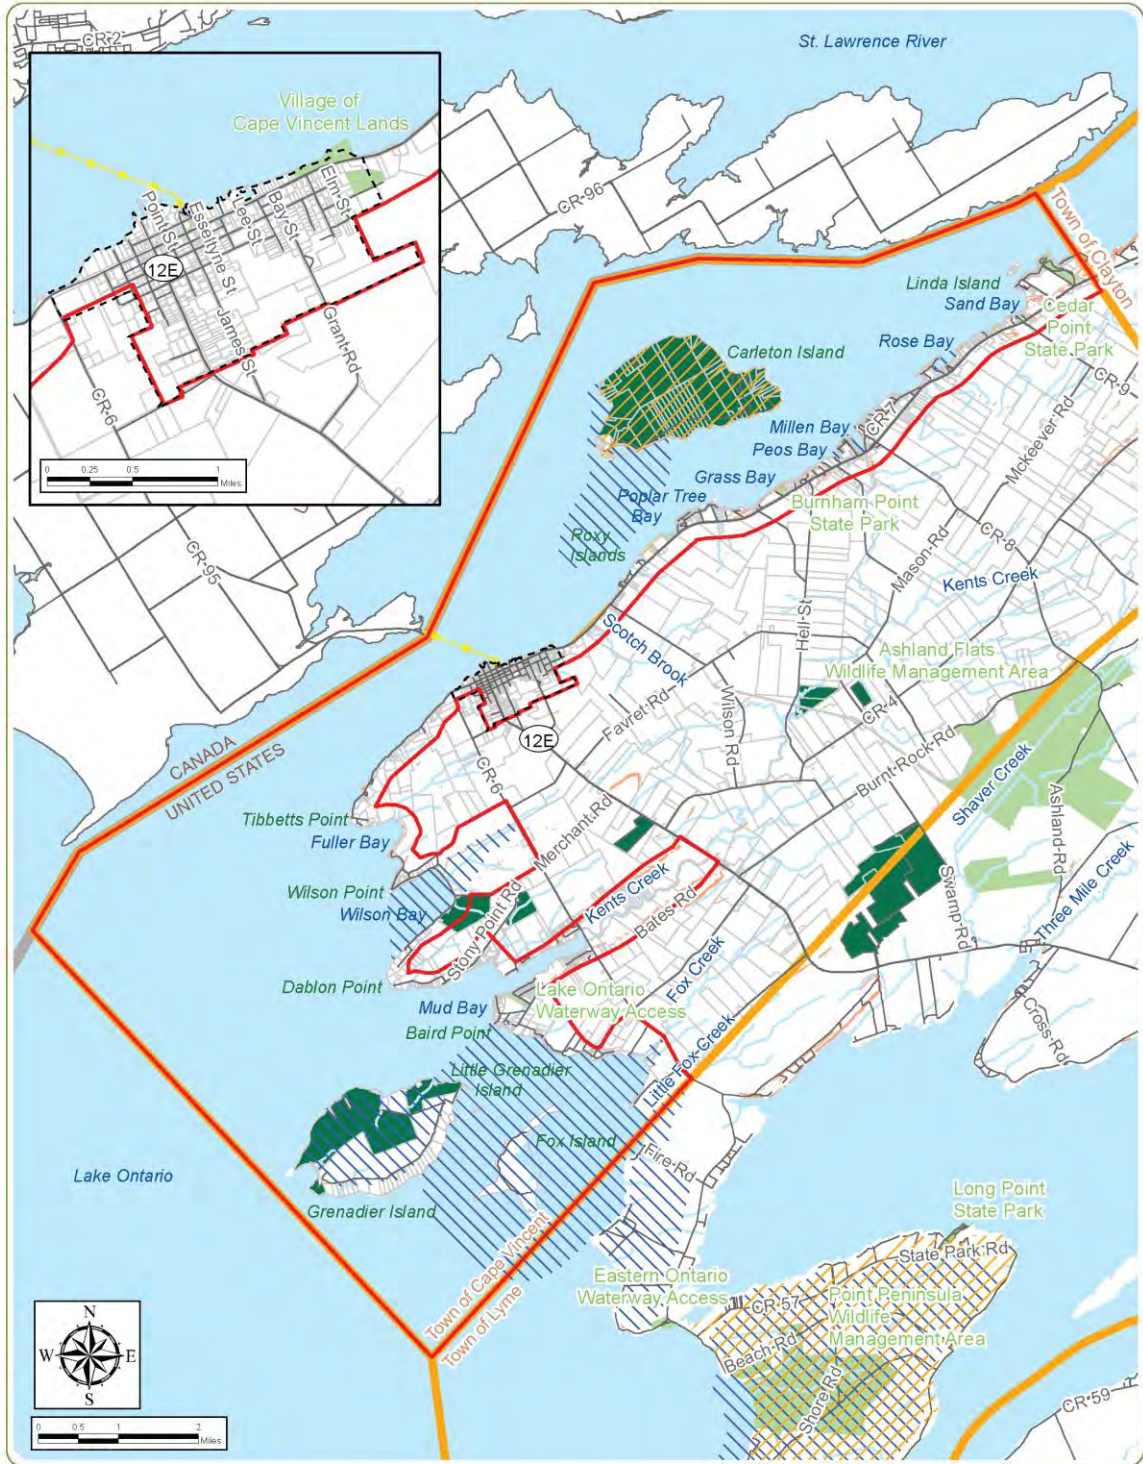 CR-2
St. Lawrence River
Village of
Cape Vincent Lands
Point St
Esselyne St
Lee St
Bay St
Elm-St
12E
James St
Grant-Rd
CR-6
0 0.25 0.5 1
Miles
CR-96
Town of Clayton
Linda Island
Sand Bay
Cedar
Point
State Park
Rose Bay
CR-9
Carleton Island
Millen Bay
CR-7
Peos Bay
Mckeever Rd
Grass Bay
Poplar Tree
Bay
Burnham Point
State Park
Roxy
Islands
CR-8
Mason-Rd
CR-95
Kents Creek
Hell-St
Scotch Brook
Ashland Flats
Wildlife Management Area
Favret-Rd
Wilson Rd
CR-4
12E
CANADA
UNITED STATES
CR-6
Burnt-Rock-Rd
Shaver Creek
Ashland-Rd
Tibbetts Point
Fuller Bay
Merchant-Rd
Wilson Point
Wilson Bay
Stony Point Rd
Kents Creek
Bates Rd
Swamp-Rd
Three Mile Creek
Dablon Point
Fox Creek
Mud Bay
Lake Ontario
Waterway Access
Baird Point
Cross-Rd
Little Fox-Creek
Little Grenadier
Island
Fox Island
Fire-Rd
Lake Ontario
Grenadier Island
Long Point
State Park
Town of Cape Vincent
Town of Lyme
State Park Rd
Eastern Ontario
Waterway Access
CR 57
Point Peninsula
Wildlife
Management Area
Beach-Rd
Shore Rd
CR-59
N
W E
S
0 0.5 1 2
Miles